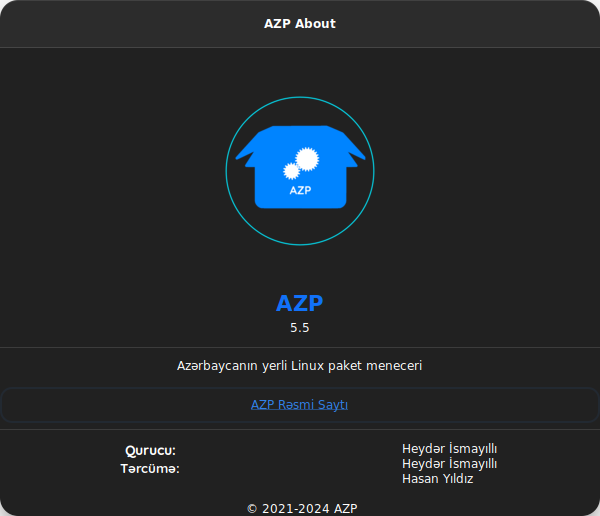 AZP About
AZP
AZP
5.5
Azərbaycanın yerli Linux paket meneceri
AZP Rəsmi Saytı
Qurucu:
Tərcümə:
Heydər İsmayıllı
Heydər İsmayıllı
Hasan Yıldız
© 2021-2024 AZP